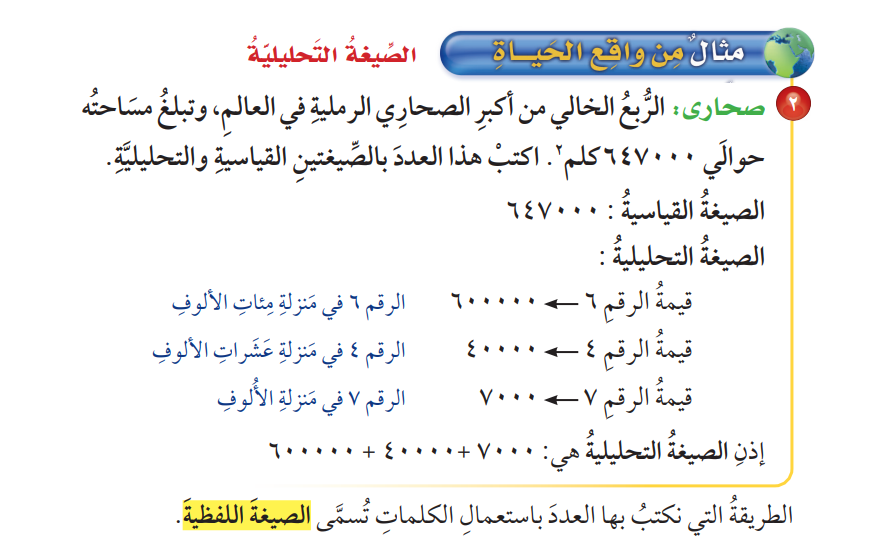 مثالٌ مِن واقِعِ الحَيـاةِ الصِّيغةُ التَحليليّةُ
٢ صحارى: الرُّبعُ الخالي من أكبرِ الصحارِي الرمليةِ في العالمِ، وتبلغُ مسَاحتُه
حوالَي ٦٤٧٠٠٠ كلم٢. اكتبْ هذا العددَ بالصِّيغتينِ القياسيةِ والتحليليَّةِ.
الصيغةُ القياسيةُ : ٦٤٧٠٠٠
الصيغةُ التحليليةُ :
قيمةُ الرقمِ ٦ ← ٦٠٠٠٠٠ الرقم ٦ في مَنزلةِ مِئاتِ الألوفِ
قيمةُ الرقمِ ٤ ← ٤٠٠٠٠ الرقم ٤ في مَنزلةِ عَشَراتِ الألوفِ
قيمةُ الرقمِ ٧ ← ٧٠٠٠ الرقم ٧ في مَنزلةِ الأُلوفِ
إذنِ الصيغةُ التحليليةُ هي: ٧٠٠٠ +٤٠٠٠٠ + ٦٠٠٠٠٠
الطريقةُ التي نكتبُ بها العددَ باستعمالِ الكلماتِ تُسمَّى الصيغةَ اللفظيةَ.